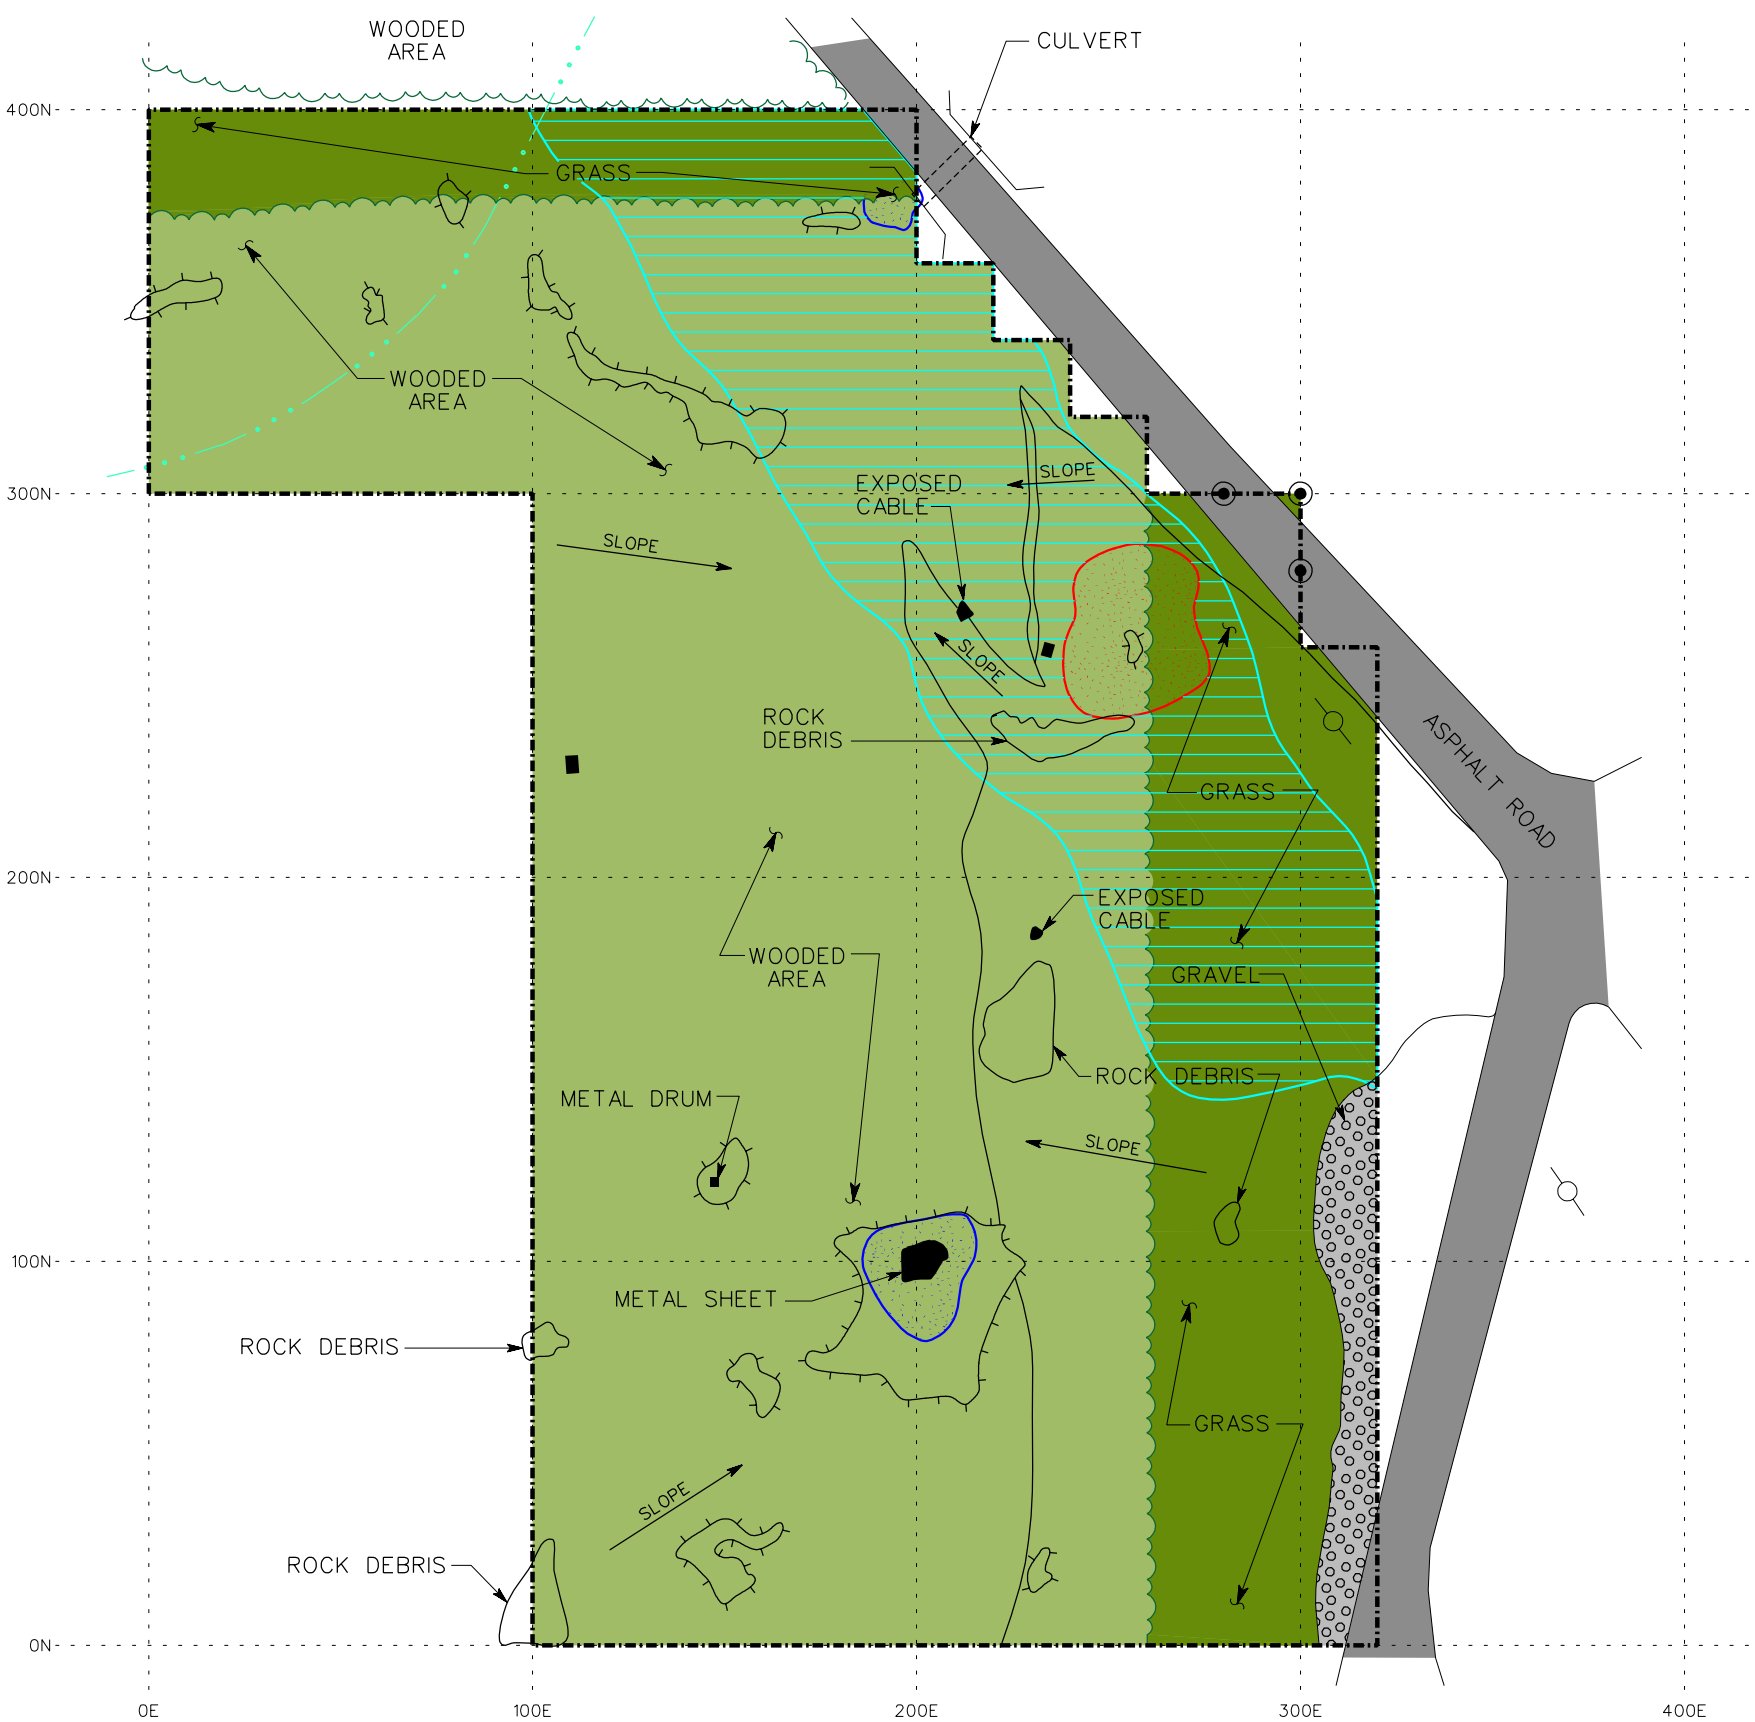 WOODED
AREA
CULVERT
400N
GRASS
WOODED
AREA
300N
EXPOSED
CABLE
SLOPE
SLOPE
SLOPE
ROCK
DEBRIS
GRASS
ASPHALT ROAD
200N
EXPOSED
CABLE
WOODED
AREA
GRAVEL
ROCK DEBRIS
METAL DRUM
SLOPE
100N
METAL SHEET
ROCK DEBRIS
GRASS
SLOPE
ROCK DEBRIS
0N
0E
100E
200E
300E
400E